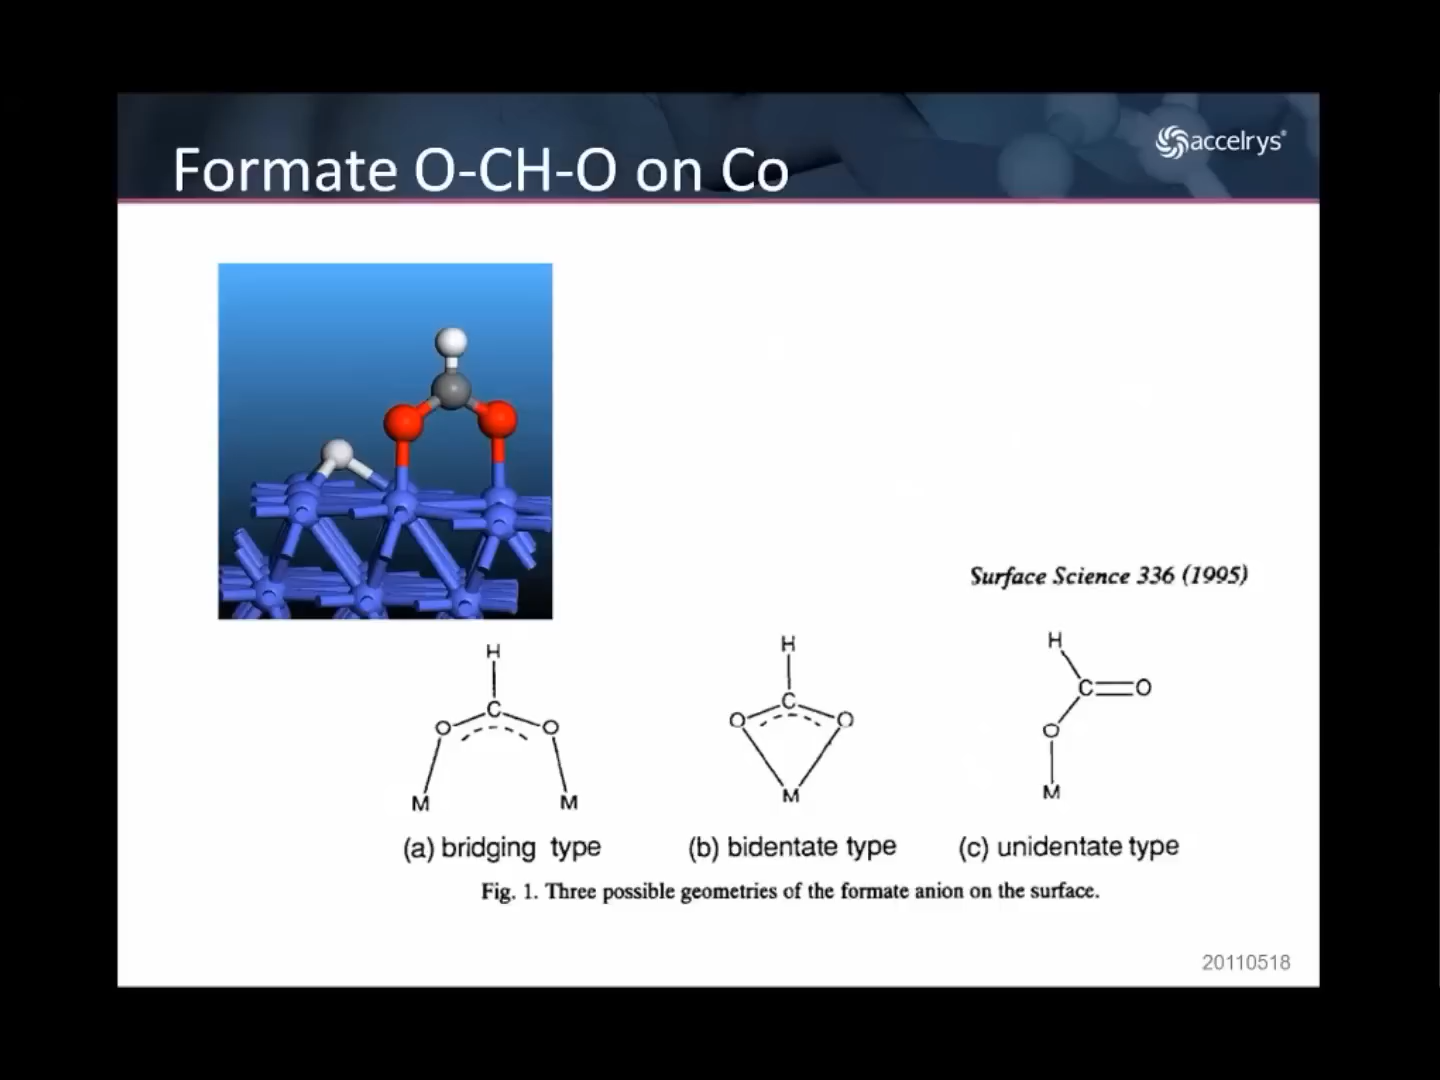 accelrys®
Formate O-CH-O on Co
Surface Science 336 (1995)
H
C
O O
M M
(a) bridging type
H
C
O O
M
(b) bidentate type
H
C O
O
M
(c) unidentate type
Fig. 1. Three possible geometries of the formate anion on the surface.
20110518